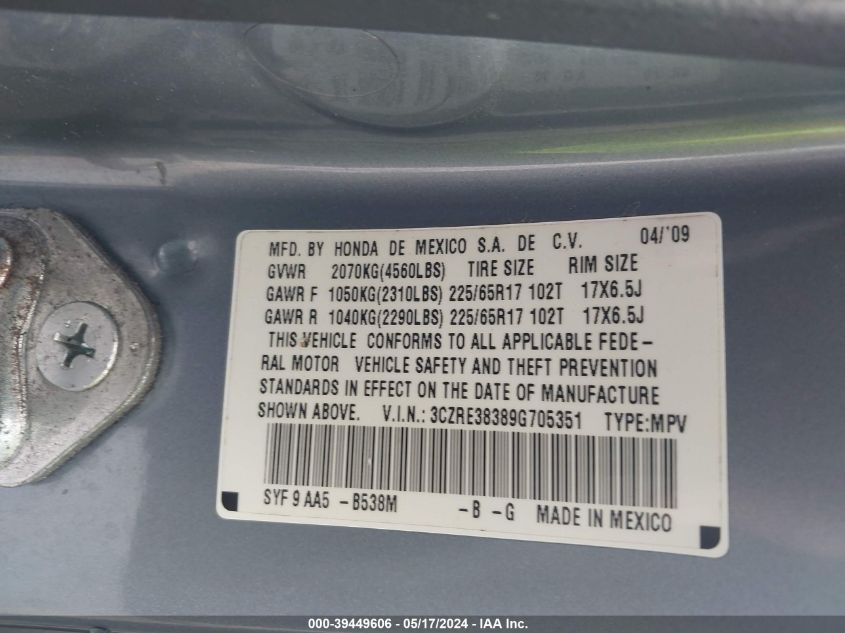 MFD. BY HONDA DE MEXICO S.A. DE C.V. 04/'09
GVWR 2070KG(4560LBS) TIRE SIZE RIM SIZE
GAWR F 1050KG(2310LBS) 225/65R17 102T 17X6.5J
GAWR R 1040KG(2290LBS) 225/65R17 102T 17X6.5J
THIS VEHICLE CONFORMS TO ALL APPLICABLE FEDE-
RAL MOTOR VEHICLE SAFETY AND THEFT PREVENTION
STANDARDS IN EFFECT ON THE DATE OF MANUFACTURE
SHOWN ABOVE. V.I.N.: 3CZRE38389G705351 TYPE:MPV
SYF 9 AA5 -B538M -B -G MADE IN MEXICO
000-39449606 - 05/17/2024 - IAA Inc.